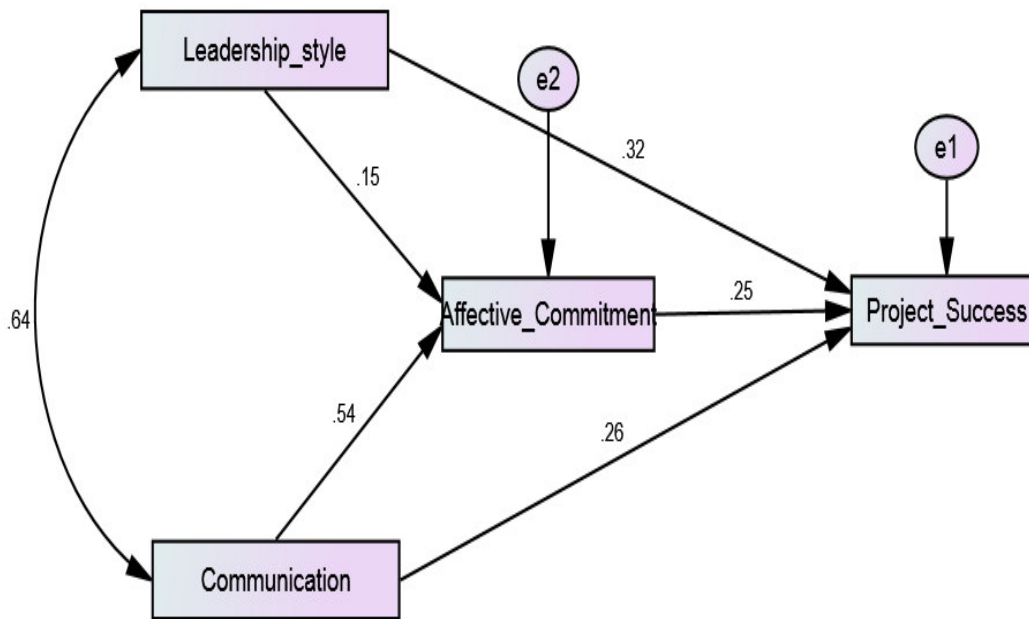 Leadership_style
e2
e1
.32
.15
.64
Affective_Commitment
.25
Project_Success
.54
.26
Communication